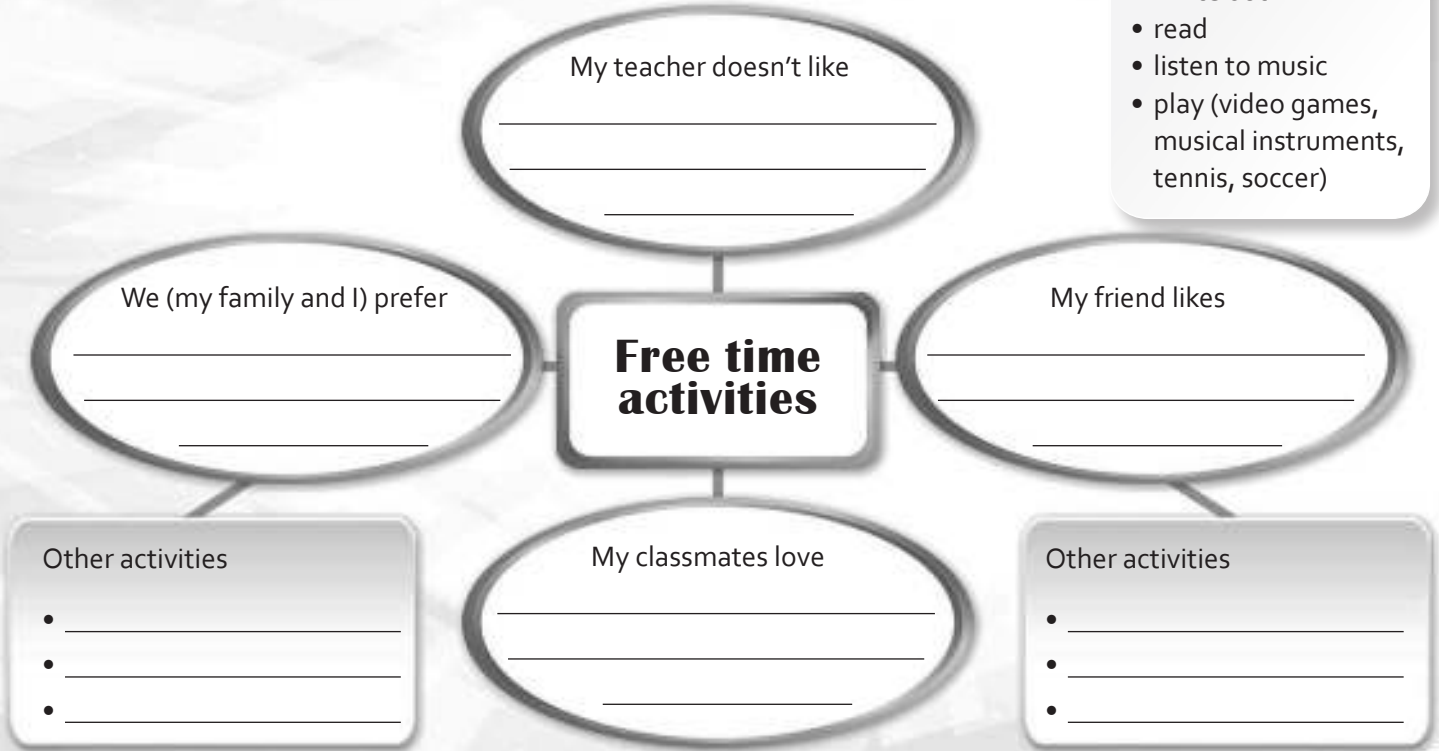 • read
• listen to music
• play (video games,
musical instruments,
tennis, soccer)
My teacher doesn't like
We (my family and I) prefer
Free time
activities
My friend likes
Other activities
My classmates love
Other activities